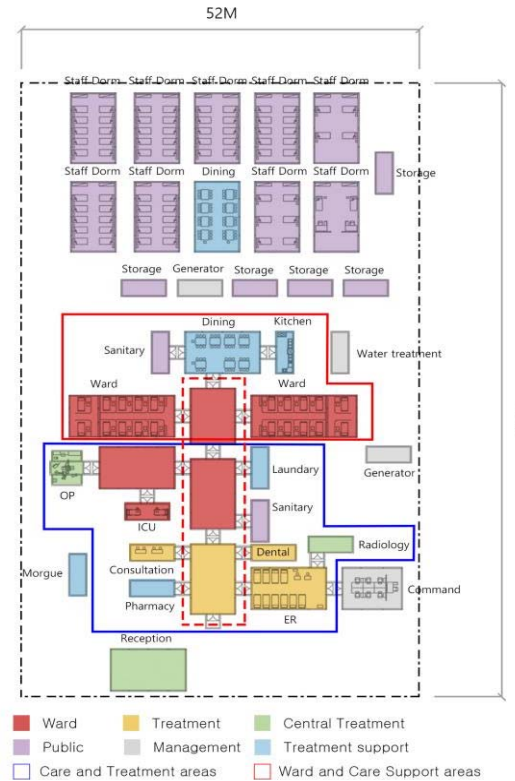 52M
Staff Dorm Staff Dorm Staff Dorm Staff Dorm Staff Dorm
Storage
Staff Dorm Staff Dorm Dining Staff Dorm Staff Dorm
Storage Generator Storage Storage Storage
Dining Kitchen
Sanitary
Water treatment
Ward Ward
Laundary
Generator
OP
ICU
Sanitary
Radiology
Consultation
Dental
Morgue
Command
Pharmacy
ER
Reception
Ward Treatment Central Treatment
Public Management Treatment support
Care and Treatment areas Ward and Care Support areas